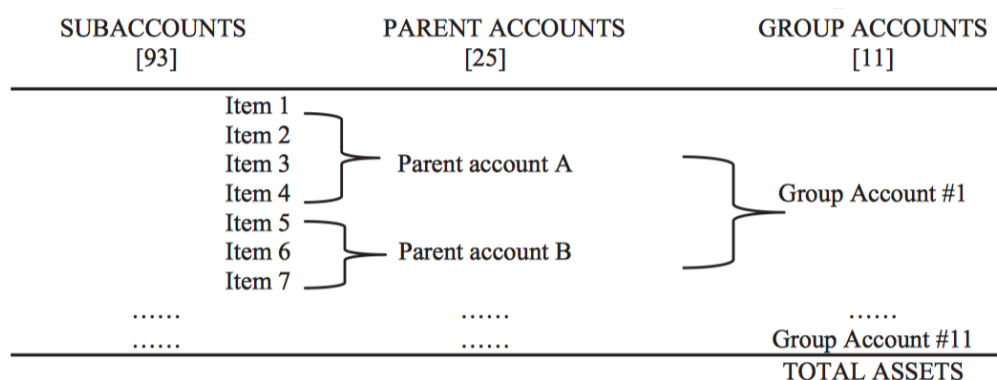 SUBACCOUNTS PARENT ACCOUNTS GROUP ACCOUNTS
[93] [25] [11]
Item 1
Item 2
Item 3 Parent account A
Item 4 Group Account #1
Item 5
Item 6 Parent account B
Item 7
...... ...... ......
...... ...... Group Account #11
TOTAL ASSETS